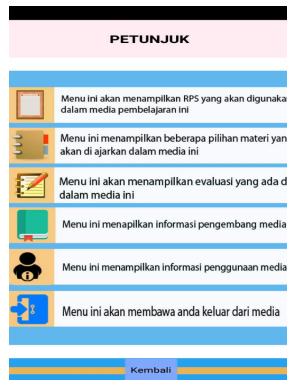 PETUNJUK
Menu ini akan menampilkan RPS yang akan digunaka
dalam media pembelajaran ini
Menu ini menampilkan beberapa pilihan materi yan
akan di ajarkan dalam media ini
Menu ini akan menampilkan evaluasi yang ada d
dalam media ini
Menu ini menapilkan informasi pengembang media
Menu ini menampilkan informasi penggunaan media
Menu ini akan membawa anda keluar dari media
Kembali